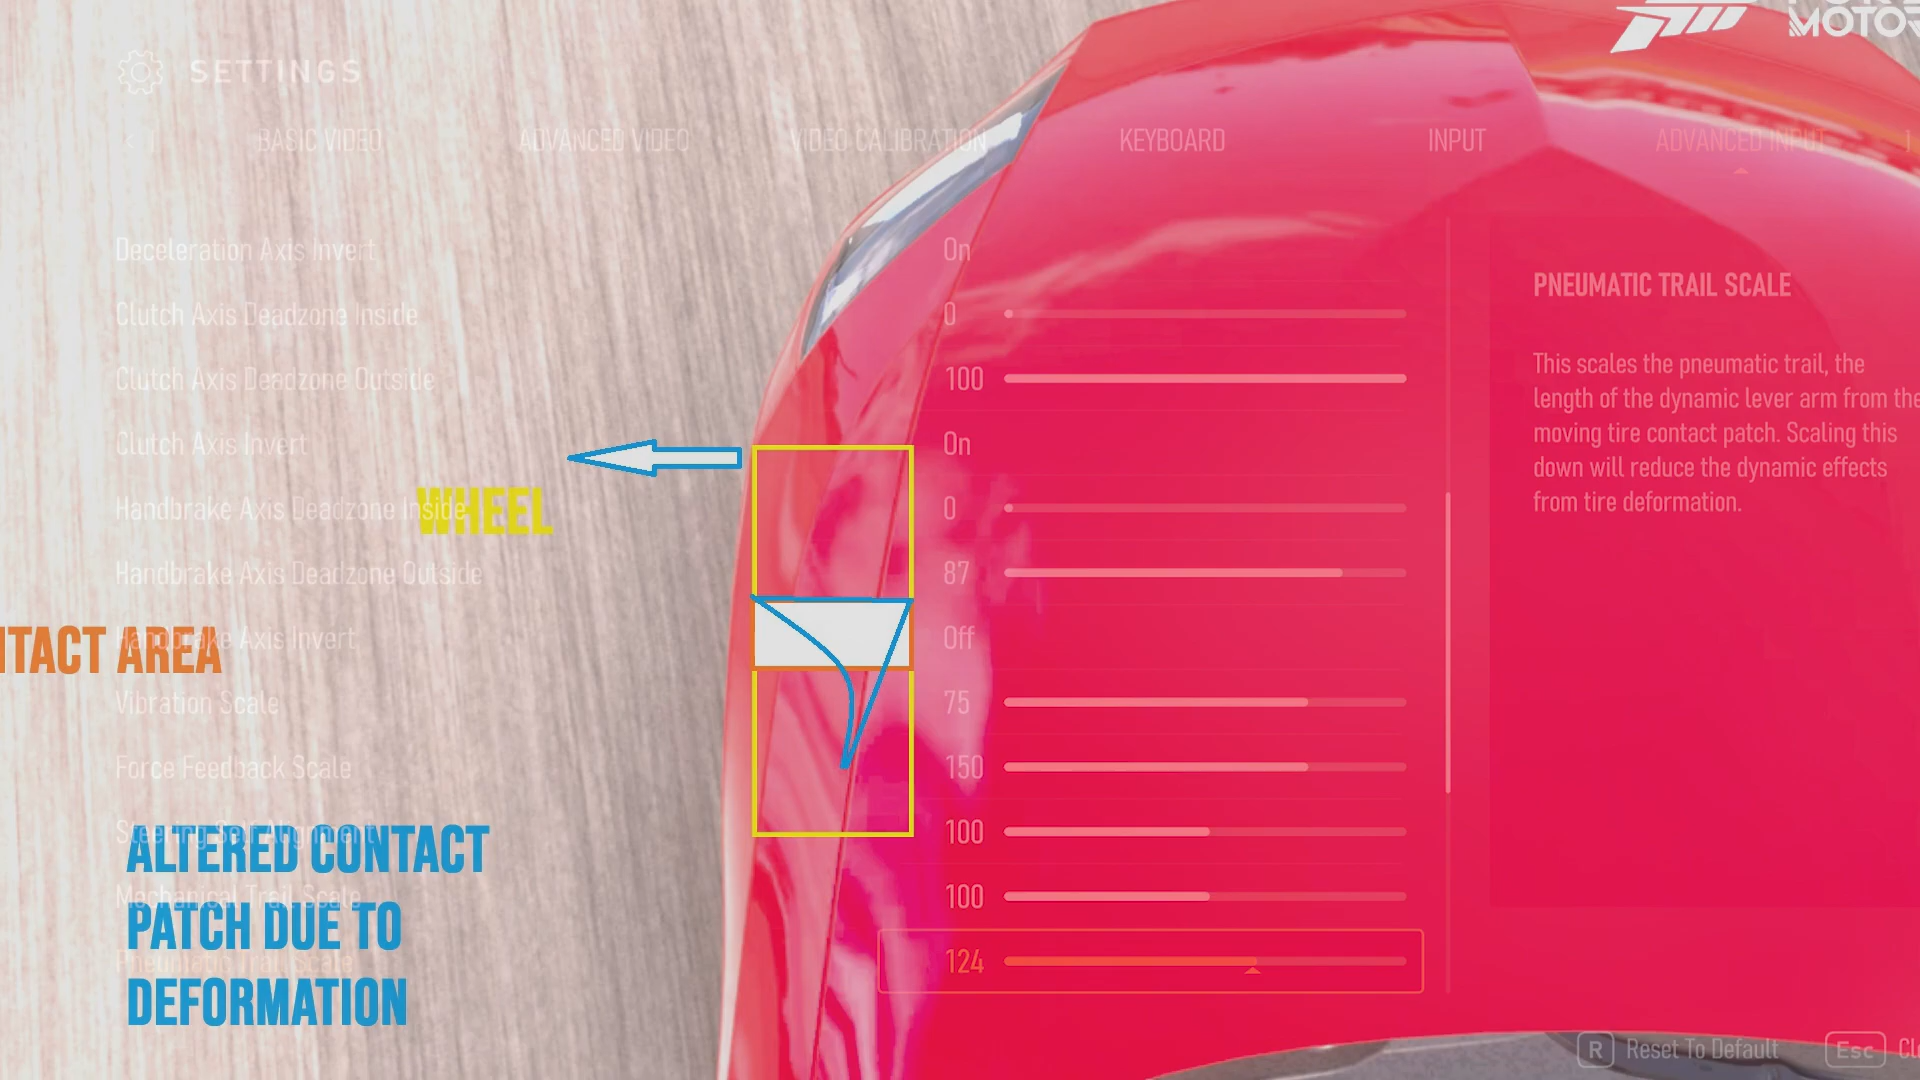 MOTOR
SETTINGS
BASIC VIDEO
ADVANCED VIDEO
VIDEO CALIBRATION
KEYBOARD
INPUT
ADVANCED INPUT
Deceleration Axis Invert
On
Clutch Axis Deadzone Inside
0
Clutch Axis Deadzone Outside
100
Clutch Axis Invert
On
Handbrake Axis Deadzone Inside
0
Handbrake Axis Deadzone Outside
87
Handbrake Axis Invert
Off
Vibration Scale
75
Force Feedback Scale
150
Steering Self Alignment
100
Mechanical Trail Scale
100
Pneumatic Trail Scale
124
PNEUMATIC TRAIL SCALE
This scales the pneumatic trail, the
length of the dynamic lever arm from the
moving tire contact patch. Scaling this
down will reduce the dynamic effects
from tire deformation.
WHEEL
NTACT AREA
ALTERED CONTACT
PATCH DUE TO
DEFORMATION
R Reset To Default
Esc